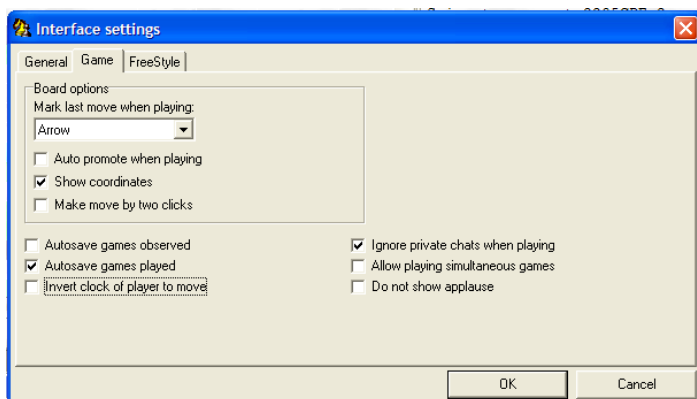 Interface settings
General Game FreeStyle
Board options
Mark last move when playing:
Arrow
Auto promote when playing
Show coordinates
Make move by two clicks
Autosave games observed
Autosave games played
Invert clock of player to move
Ignore private chats when playing
Allow playing simultaneous games
Do not show applause
OK Cancel